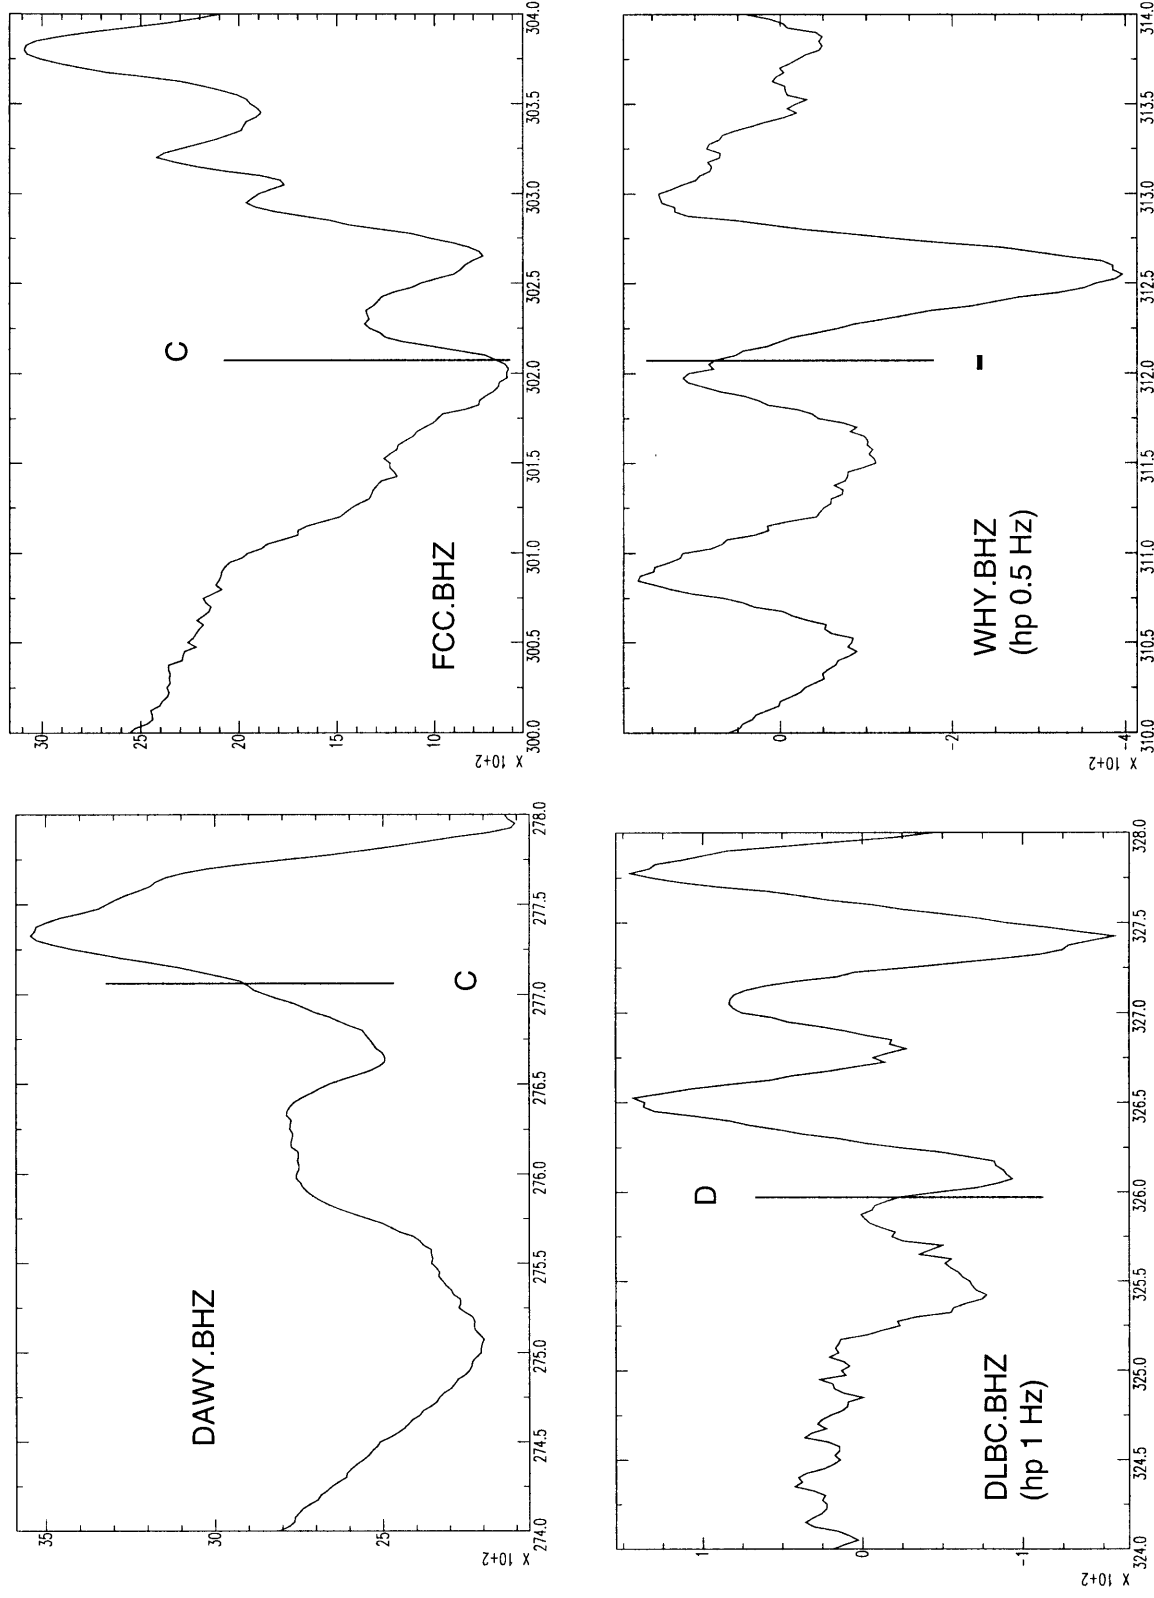 X 10+2
35
30
25
DAWY.BHZ
C
274.0 274.5 275.0 275.5 276.0 276.5 277.0 277.5 278.0
X 10+2
30
25
20
15
10
C
FCC.BHZ
300.0 300.5 301.0 301.5 302.0 302.5 303.0 303.5 304.0
X 10+2
1
0
-1
D
DLBC.BHZ
(hp 1 Hz)
324.0 324.5 325.0 325.5 326.0 326.5 327.0 327.5 328.0
X 10+2
0
-2
-4
-
WHY.BHZ
(hp 0.5 Hz)
310.0 310.5 311.0 311.5 312.0 312.5 313.0 313.5 314.0